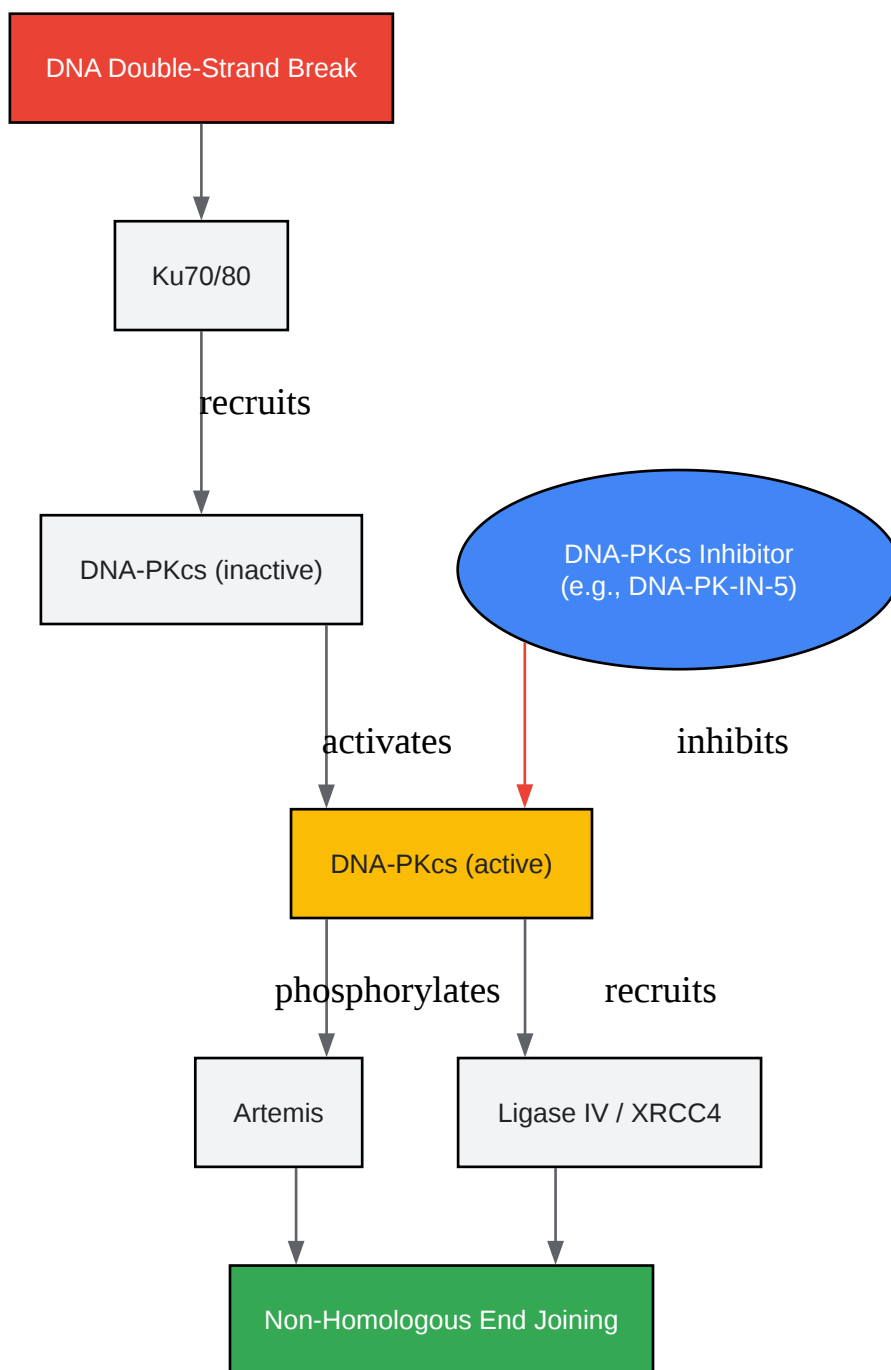 DNA Double-Strand Break
Ku70/80
recruits
DNA-PKcs (inactive)
DNA-PKcs Inhibitor
(e.g., DNA-PK-IN-5)
activates
inhibits
DNA-PKcs (active)
phosphorylates
recruits
Artemis
Ligase IV / XRCC4
Non-Homologous End Joining